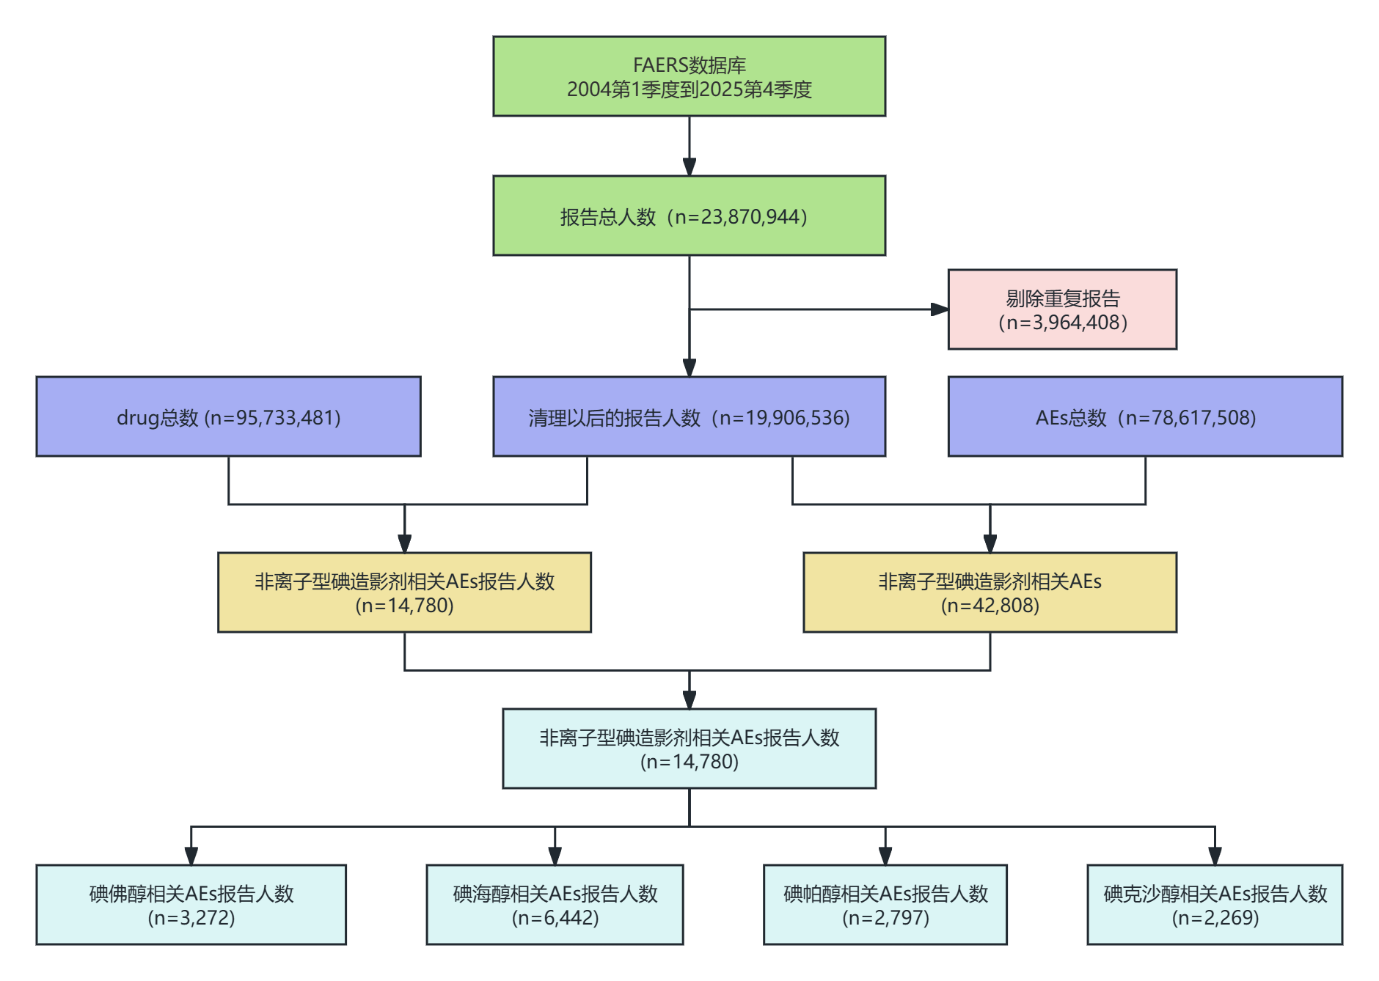 FAERS数据库
2004第1季度到2025第4季度
报告总人数（n=23,870,944）
剔除重复报告
（n=3,964,408）
drug总数 (n=95,733,481)
清理以后的报告人数（n=19,906,536)
AEs总数（n=78,617,508)
非离子型碘造影剂相关AEs报告人数
(n=14,780)
非离子型碘造影剂相关AEs
(n=42,808)
非离子型碘造影剂相关AEs报告人数
(n=14,780)
碘佛醇相关AEs报告人数
(n=3,272)
碘海醇相关AEs报告人数
(n=6,442)
碘帕醇相关AEs报告人数
(n=2,797)
碘克沙醇相关AEs报告人数
(n=2,269)